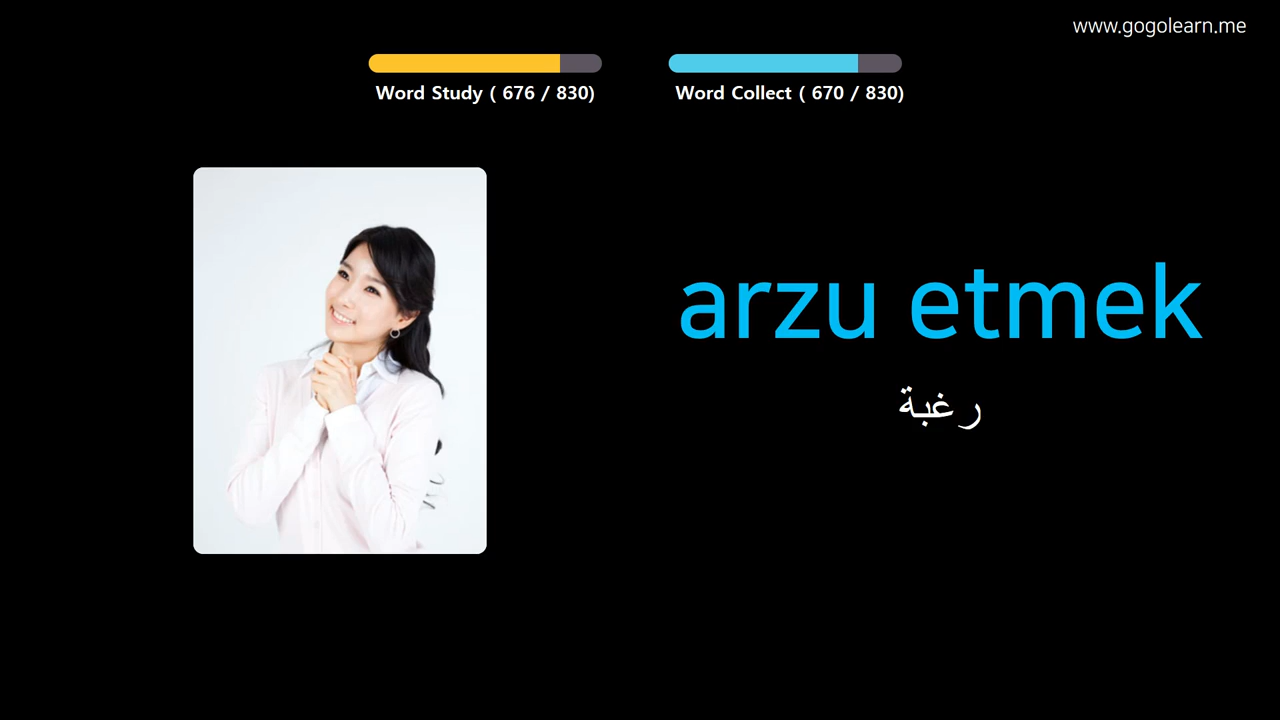 www.gogolearn.me
Word Study ( 676 / 830)
Word Collect ( 670 / 830)
arzu etmek
رغبة